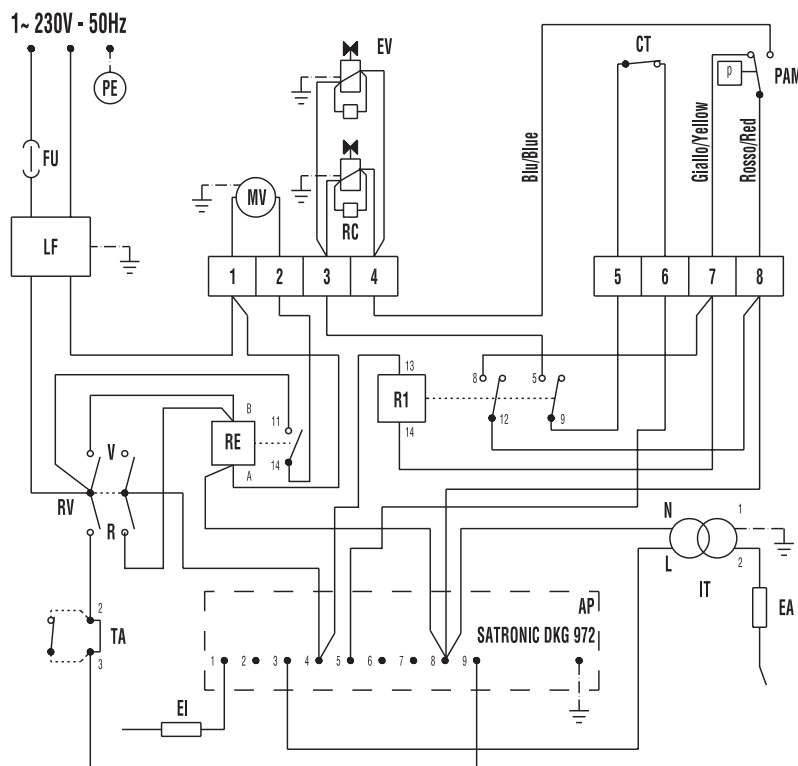 1~ 230V - 50Hz
PE
FU
LF
MV
EV
RC
Blu/Blue
CT
p
PAM
Giallo/Yellow
Rosso/Red
1 2 3 4
5 6 7 8
13
R1
14
8
5
12
9
B
RE
A
11
14
V
RV
R
2
TA
3
N
L
1
2
IT
EA
AP
SATRONIC DKG 972
1 2 3 4 5 6 7 8 9
EI